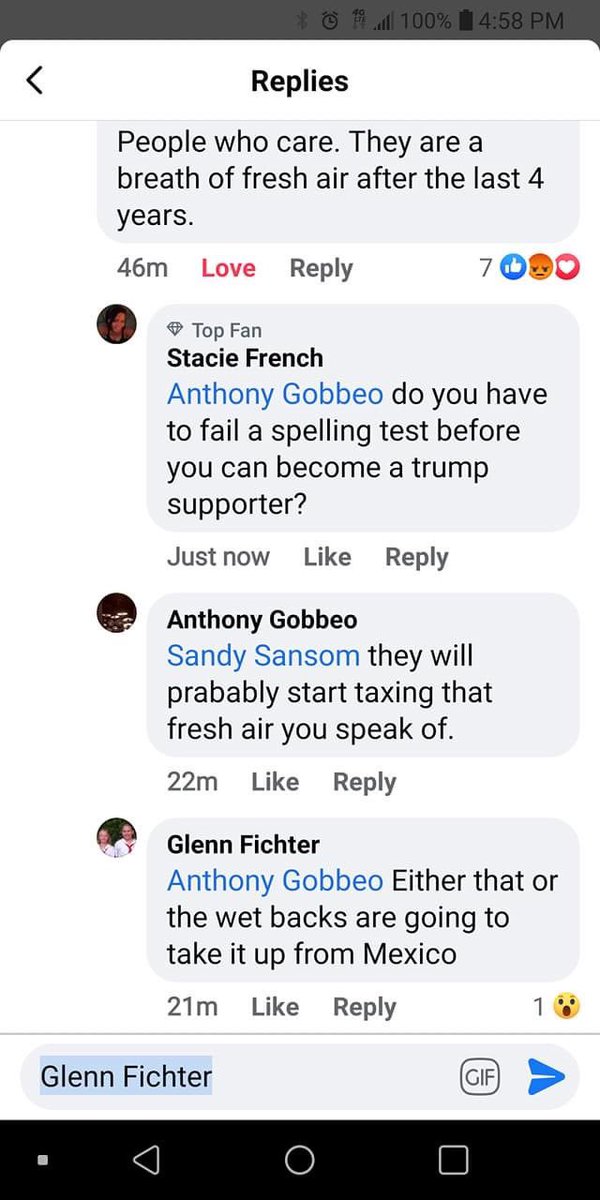 100% 4:58 PM
Replies
People who care. They are a
breath of fresh air after the last 4
years.
46m Love Reply 7
Top Fan
Stacie French
Anthony Gobbeo do you have
to fail a spelling test before
you can become a trump
supporter?
Just now Like Reply
Anthony Gobbeo
Sandy Sansom they will
prabably start taxing that
fresh air you speak of.
22m Like Reply
Glenn Fichter
Anthony Gobbeo Either that or
the wet backs are going to
take it up from Mexico
21m Like Reply 1
Glenn Fichter GIF